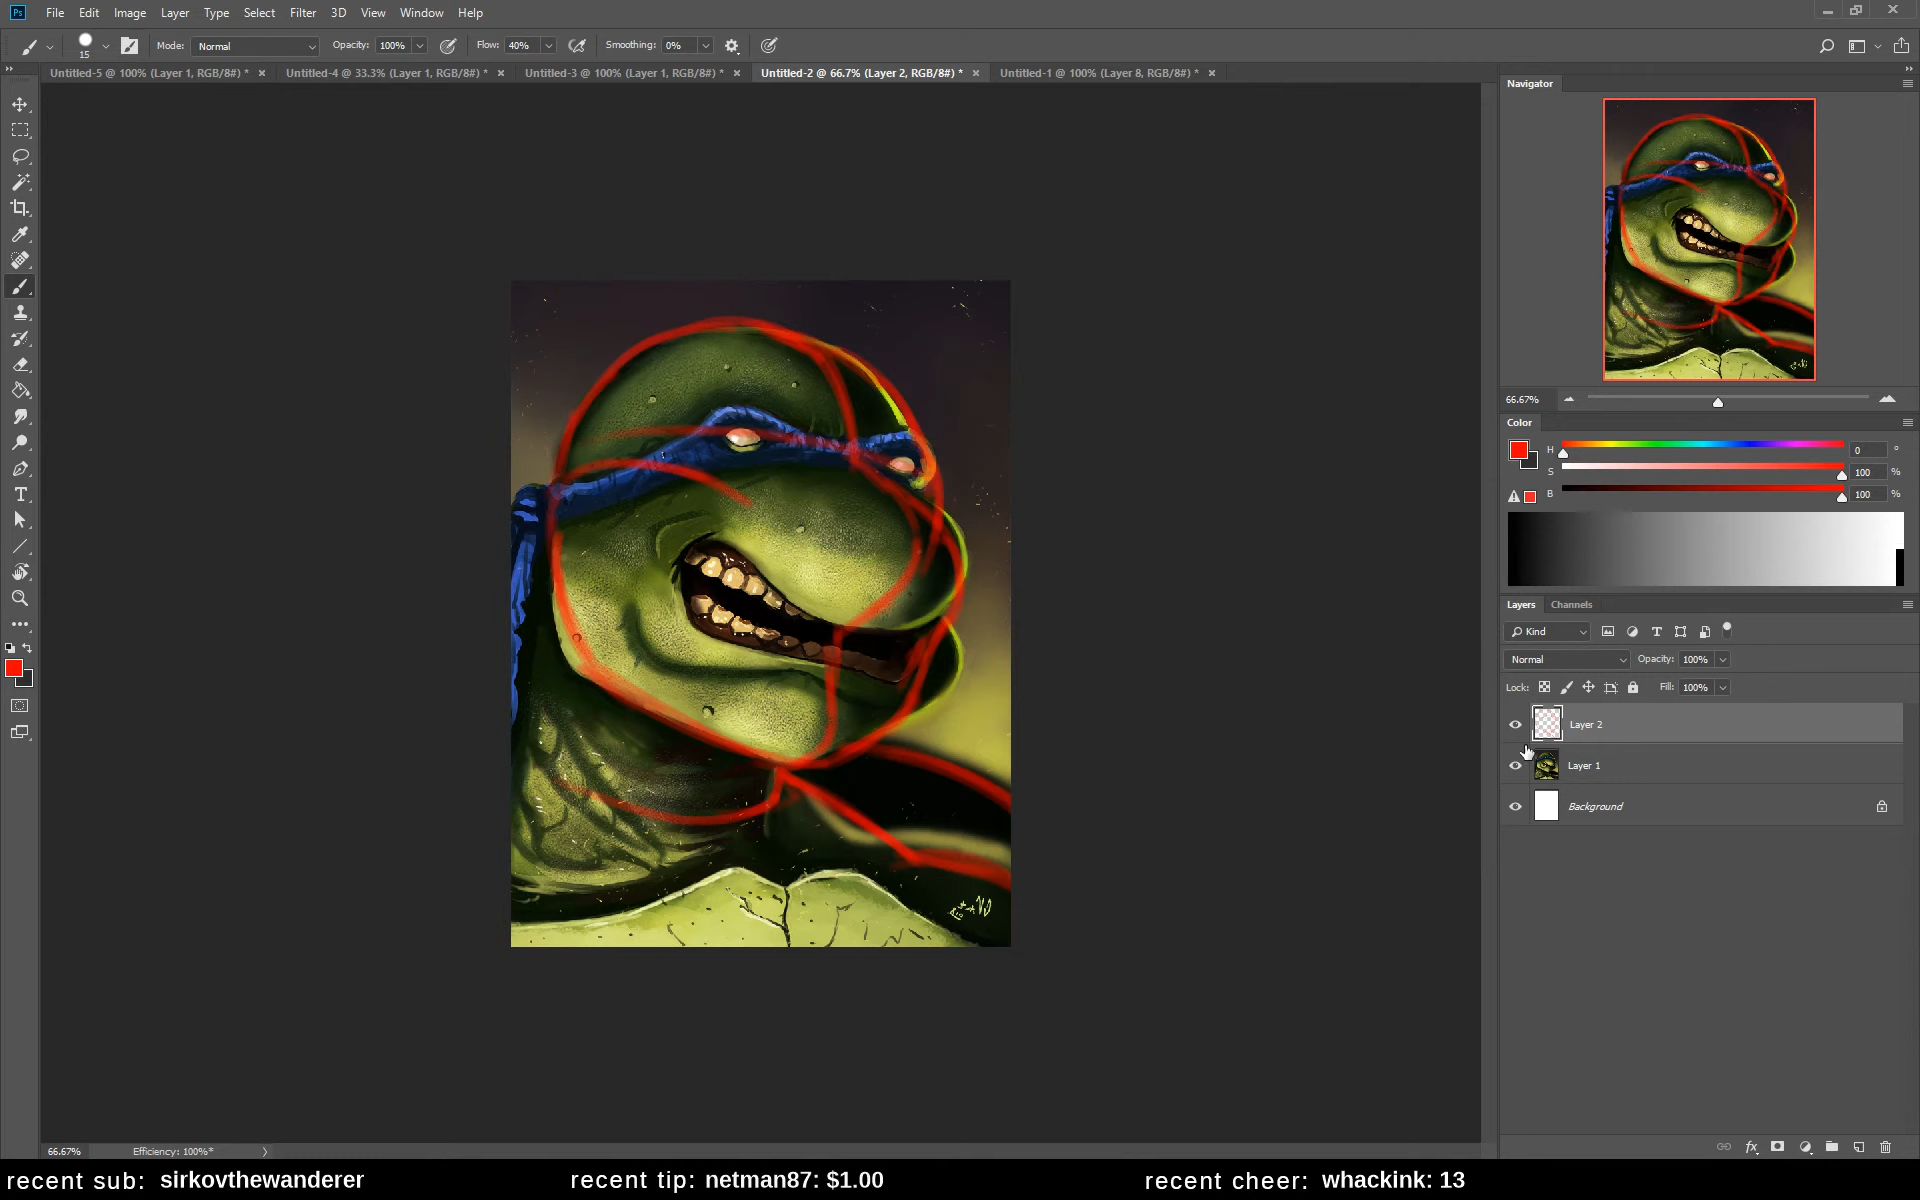 Ps File Edit Image Layer Type Select Filter 3D View Window Help
15 Mode: Normal Opacity: 100% Flow: 40% Smoothing: 0%
Untitled-5 @ 100% (Layer 1, RGB/8#) * Untitled-4 @ 33.3% (Layer 1, RGB/8#) * Untitled-3 @ 100% (Layer 1, RGB/8#) * Untitled-2 @ 66.7% (Layer 2, RGB/8#) * Untitled-1 @ 100% (Layer 8, RGB/8#) *
Navigator
66.67%
Color
H 0 °
S 100 %
B 100 %
Layers Channels
Kind
Normal Opacity: 100%
Lock: Fill: 100%
Layer 2
Layer 1
Background
66.67% Efficiency: 100%*
recent sub: sirkovthewanderer recent tip: netman87: $1.00 recent cheer: whackink: 13